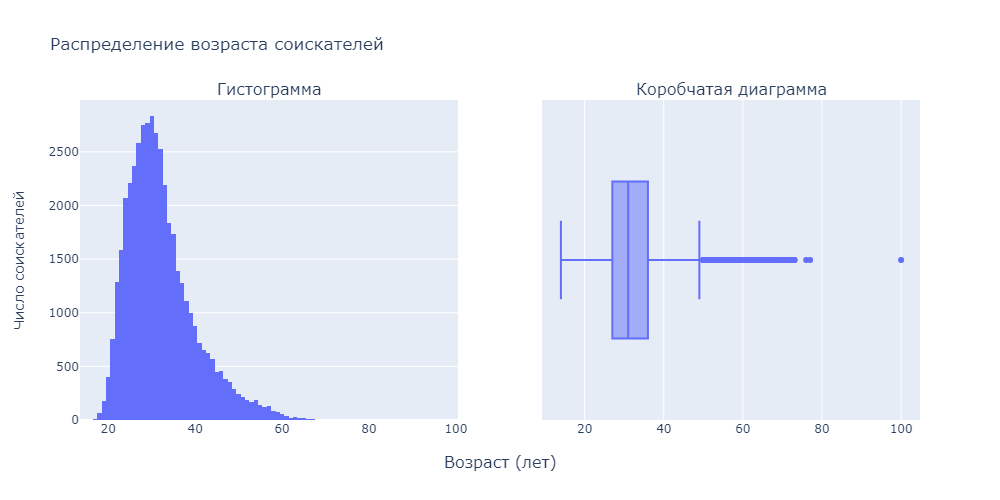 Распределение возраста соискателей
Гистограмма
Коробчатая диаграмма
Число соискателей
2500
2000
1500
1000
500
0
20 40 60 80 100
20 40 60 80 100
Возраст (лет)